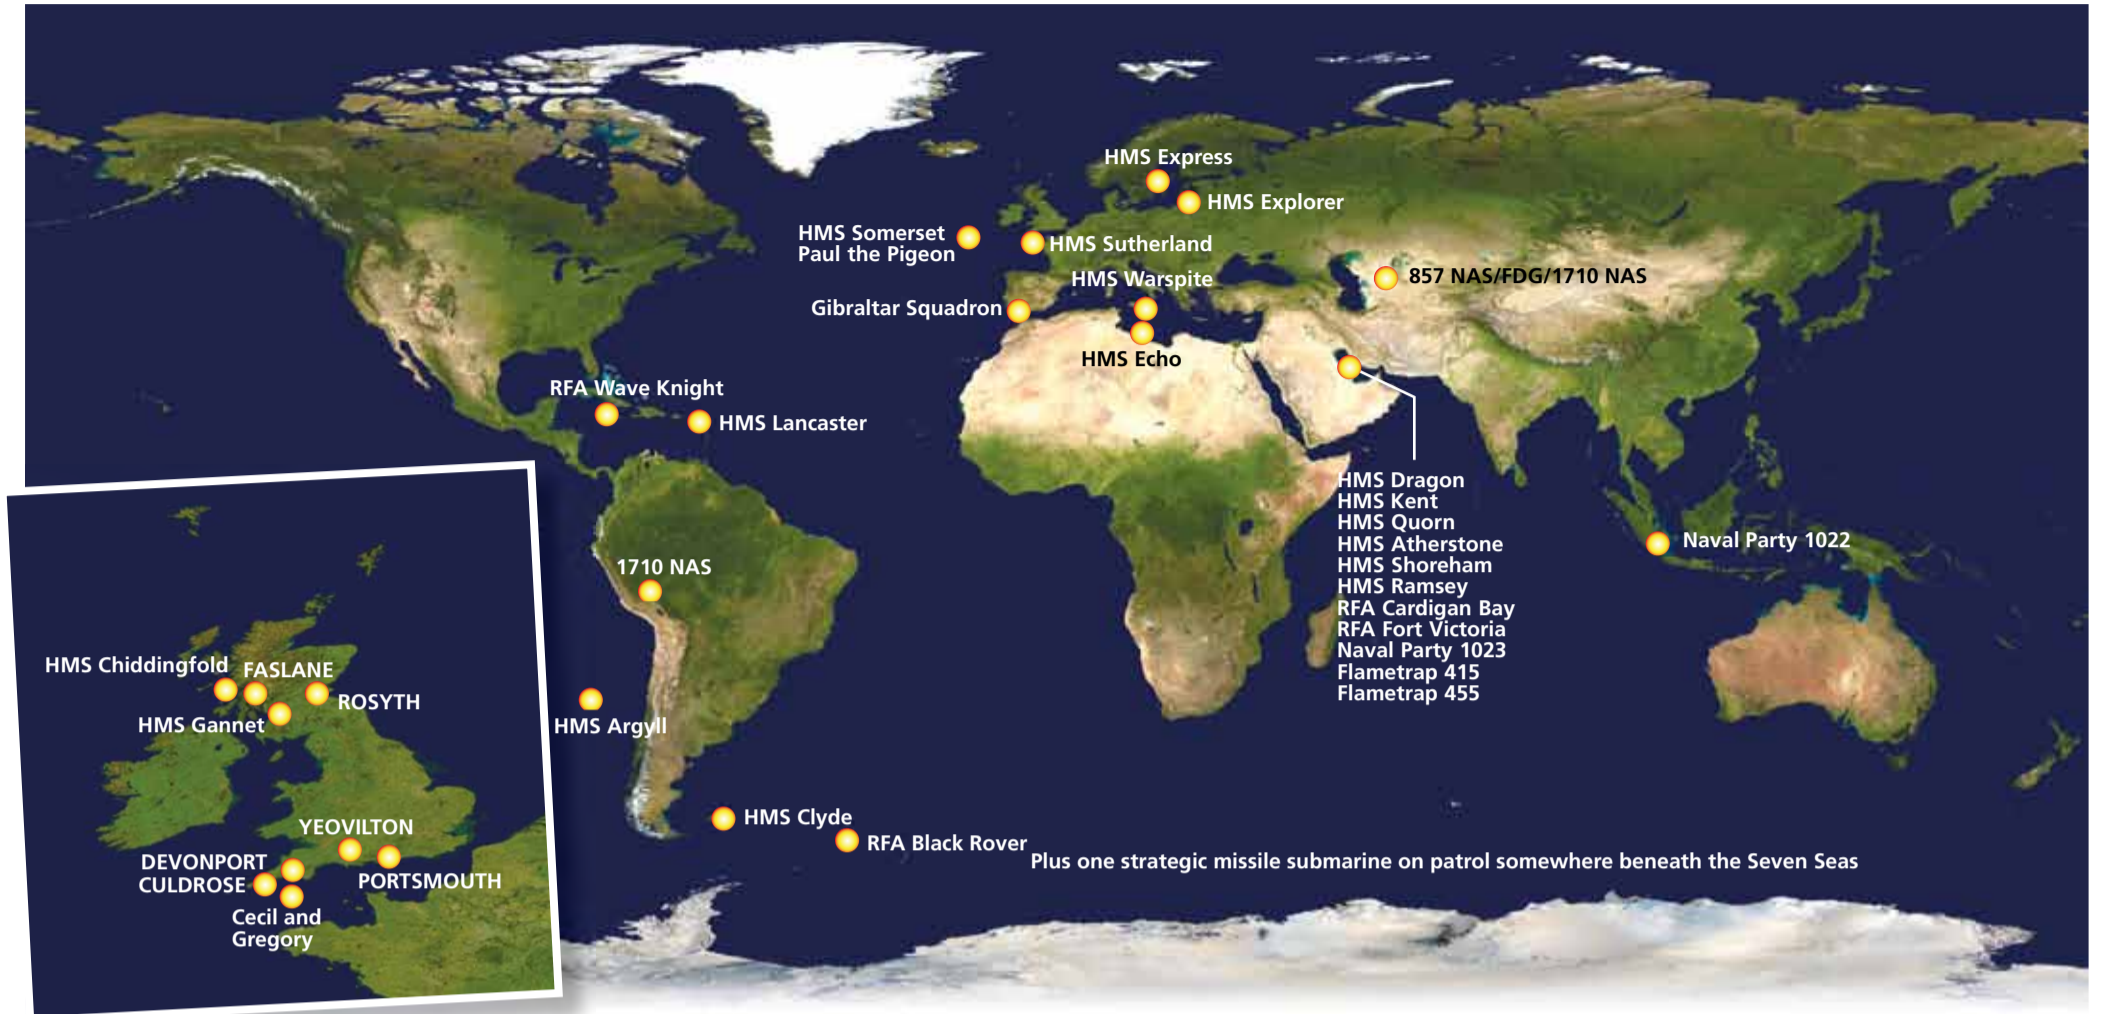 HMS Express
HMS Explorer
HMS Somerset
Paul the Pigeon
HMS Sutherland
HMS Warspite
857 NAS/FDG/1710 NAS
Gibraltar Squadron
HMS Echo
RFA Wave Knight
HMS Lancaster
HMS Dragon
HMS Kent
HMS Quorn
HMS Atherstone
HMS Shoreham
HMS Ramsey
RFA Cardigan Bay
RFA Fort Victoria
Naval Party 1023
Flametrap 415
Flametrap 455
Naval Party 1022
1710 NAS
HMS Argyll
HMS Clyde
RFA Black Rover
Plus one strategic missile submarine on patrol somewhere beneath the Seven Seas
HMS Chiddingfold
FASLANE
ROSYTH
HMS Gannet
YEOVILTON
DEVONPORT
CULDROSE
PORTSMOUTH
Cecil and
Gregory